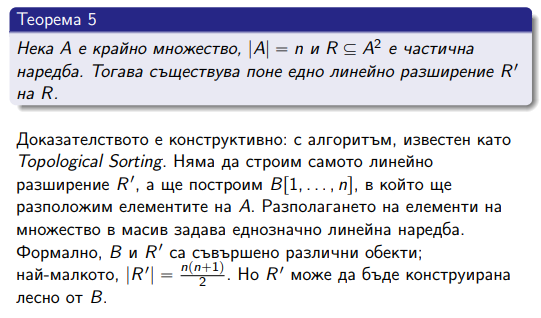 Теорема 5
Нека A е крайно множество, |A| = n и R ⊆ A² е частична
наредба. Тогава съществува поне едно линейно разширение R′
на R.
Доказателството е конструктивно: с алгоритъм, известен като
Topological Sorting. Няма да строим самото линейно
разширение R′, а ще построим B[1, . . . , n], в който ще
разположим елементите на A. Разполагането на елементи на
множество в масив задава еднозначно линейна наредба.
Формално, B и R′ са съвършено различни обекти;
най-малкото, |R′| = n(n+1)/2. Но R′ може да бъде конструирана
лесно от B.